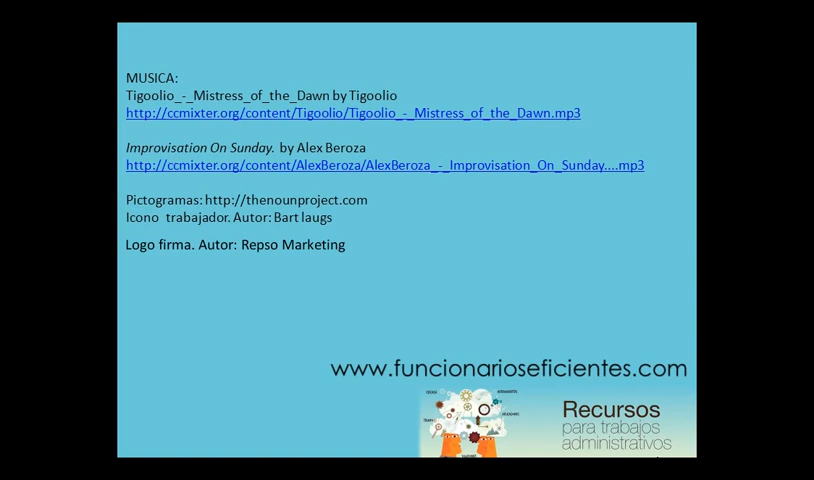 MUSICA:
Tigoolio_-_Mistress_of_the_Dawn by Tigoolio
http://ccmixter.org/content/Tigoolio/Tigoolio_-_Mistress_of_the_Dawn.mp3
Improvisation On Sunday. by Alex Beroza
http://ccmixter.org/content/AlexBeroza/AlexBeroza_-_Improvisation_On_Sunday....mp3
Pictogramas: http://thenounproject.com
Icono trabajador. Autor: Bart laugs
Logo firma. Autor: Repso Marketing
www.funcionarioseficientes.com
Recursos
para trabajos
administrativos